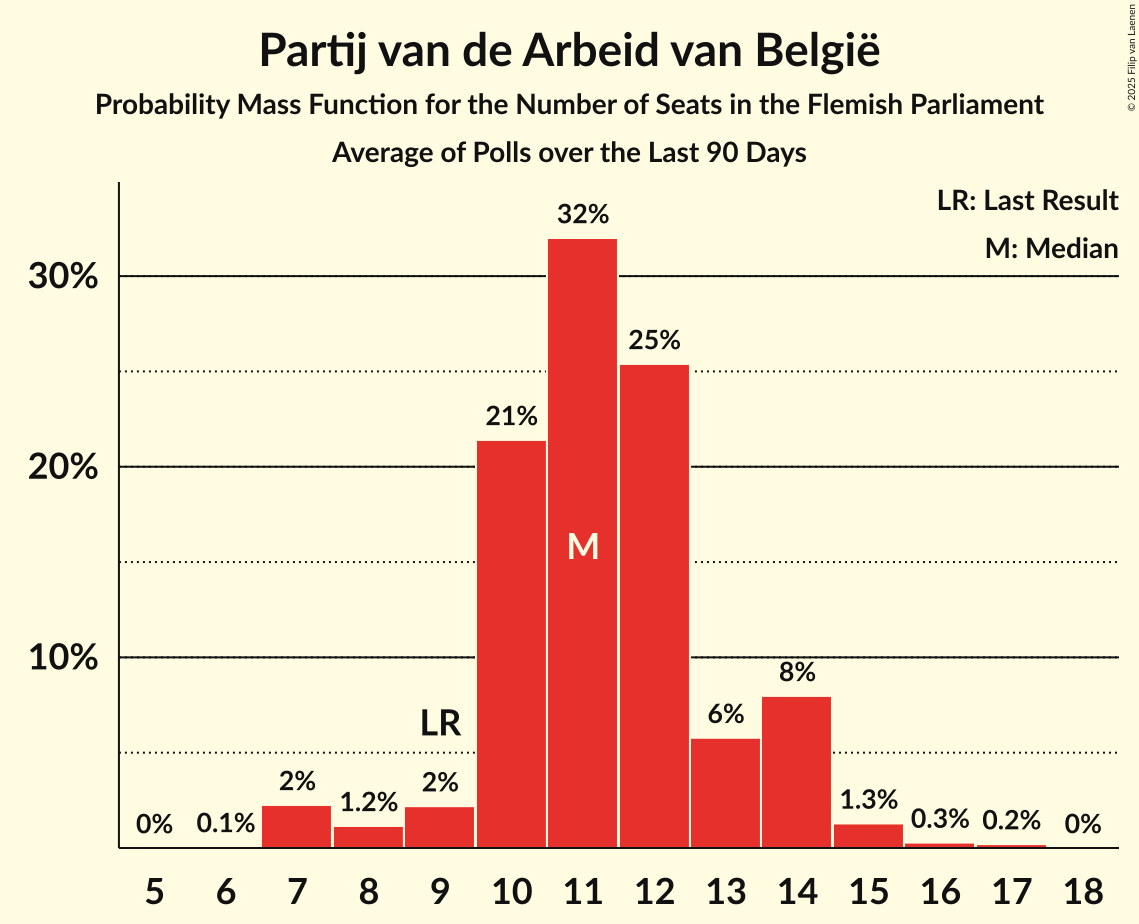 Partij van de Arbeid van België
Probability Mass Function for the Number of Seats in the Flemish Parliament
Average of Polls over the Last 90 Days
© 2025 Filip van Laenen
LR: Last Result
M: Median
32%
30%
25%
21%
20%
M
10%
8%
6%
LR
2%
2%
1.2%
1.3%
0%
0.1%
0.3%
0.2%
0%
5 6 7 8 9 10 11 12 13 14 15 16 17 18